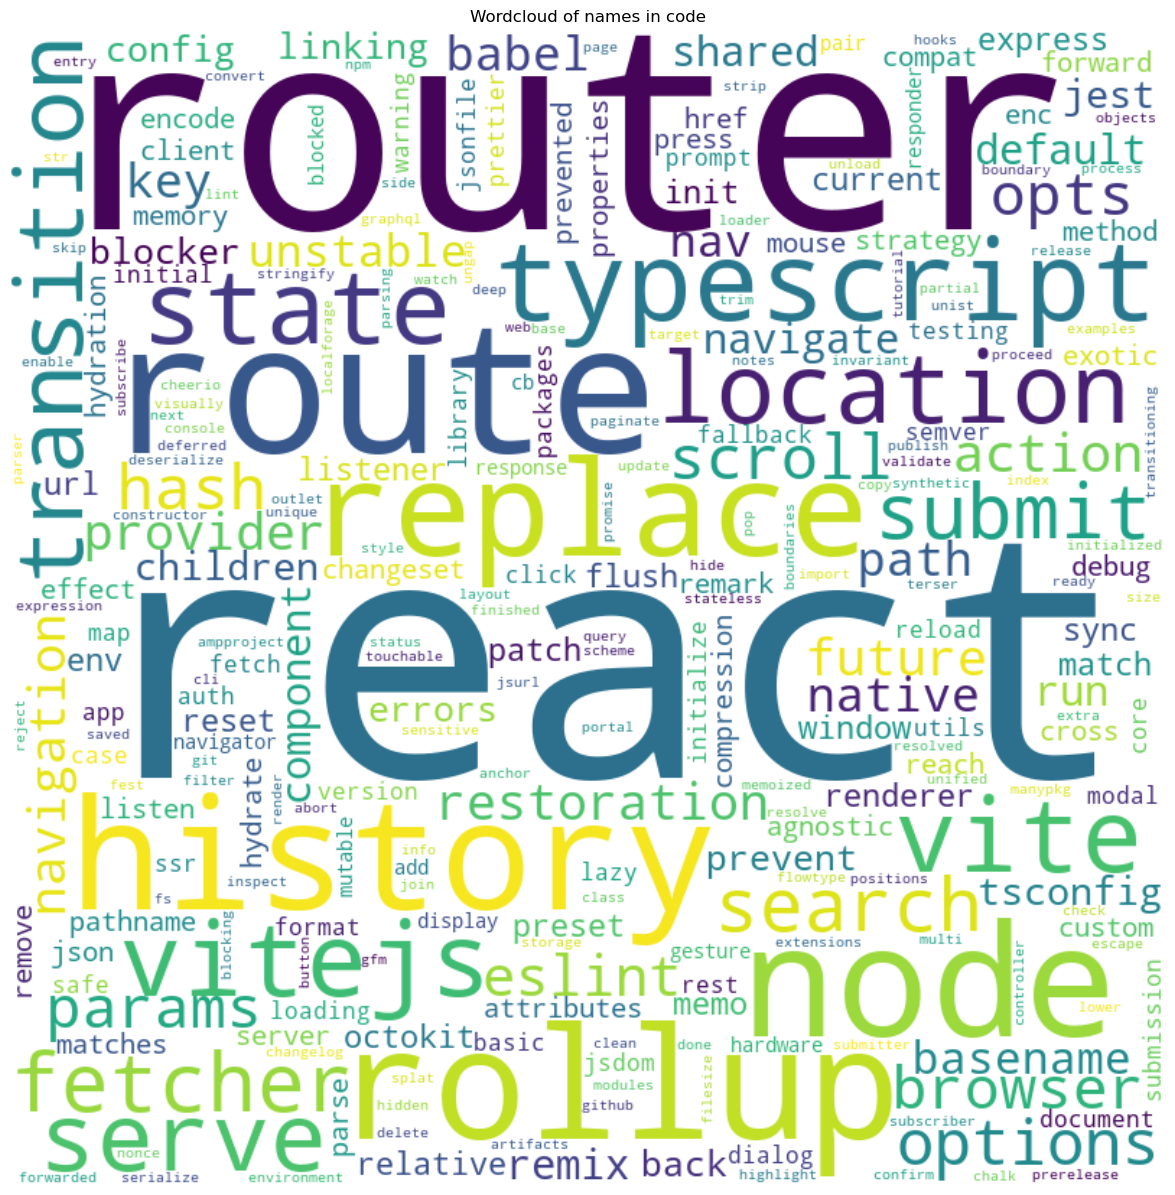 Wordcloud of names in code
router
react
route
history
replace
rollup
node
typescript
state
location
transition
vitejs
vite
fetcher
serve
search
submit
scroll
action
hash
provider
navigation
restoration
component
future
native
browser
options
basename
params
eslint
tsconfig
remix
back
relative
errors
path
opts
default
key
babel
shared
jest
config
linking
express
compat
forward
pair
hooks
page
npm
entry
convert
strip
encode
client
str
lint
memory
blocked
warning
jsonfile
prettier
prevented
properties
href
press
prompt
init
unload
current
responder
enc
objects
boundary
process
side
graphql
loader
skip
blocker
unstable
initial
stringify
parsing
watch
ungap
deep
nav
mouse
strategy
tutorial
method
release
partial
unist
trim
enable
hydration
subscribe
cheerio
visually
next
console
deferred
deserialize
localforage
library
web
base
cb
packages
target
navigate
notes
testing
invariant
proceed
examples
exotic
paginate
parser
url
listener
response
update
fallback
semver
publish
validate
transitioning
constructor
outlet
unique
promise
pop
copy
synthetic
index
style
children
changeset
click
flush
hide
remark
stateless
boundaries
import
terser
debug
initialized
ready
size
effect
expression
layout
finished
map
env
ampproject
fetch
cli
auth
status
touchable
patch
query
scheme
jsurl
initialize
compression
reload
sync
match
run
extra
cross
core
reject
app
saved
case
reset
navigator
git
filter
sensitive
portal
window
utils
resolved
reach
unified
manypkg
anchor
memoized
fest
render
hydrate
abort
version
listen
mutable
renderer
modal
resolve
agnostic
prevent
ssr
fs
inspect
info
add
join
lazy
class
flowtype
positions
remove
pathname
json
safe
blocking
format
button
gfm
display
preset
storage
gesture
extensions
multi
check
custom
escape
loading
attributes
rest
memo
controller
lower
submission
matches
server
changelog
octokit
basic
clean
done
hardware
submitter
jsdom
modules
filesize
parse
splat
hidden
github
delete
artifacts
subscriber
document
nonce
forwarded
serialize
environment
dialog
highlight
confirm
chalk
prerelease